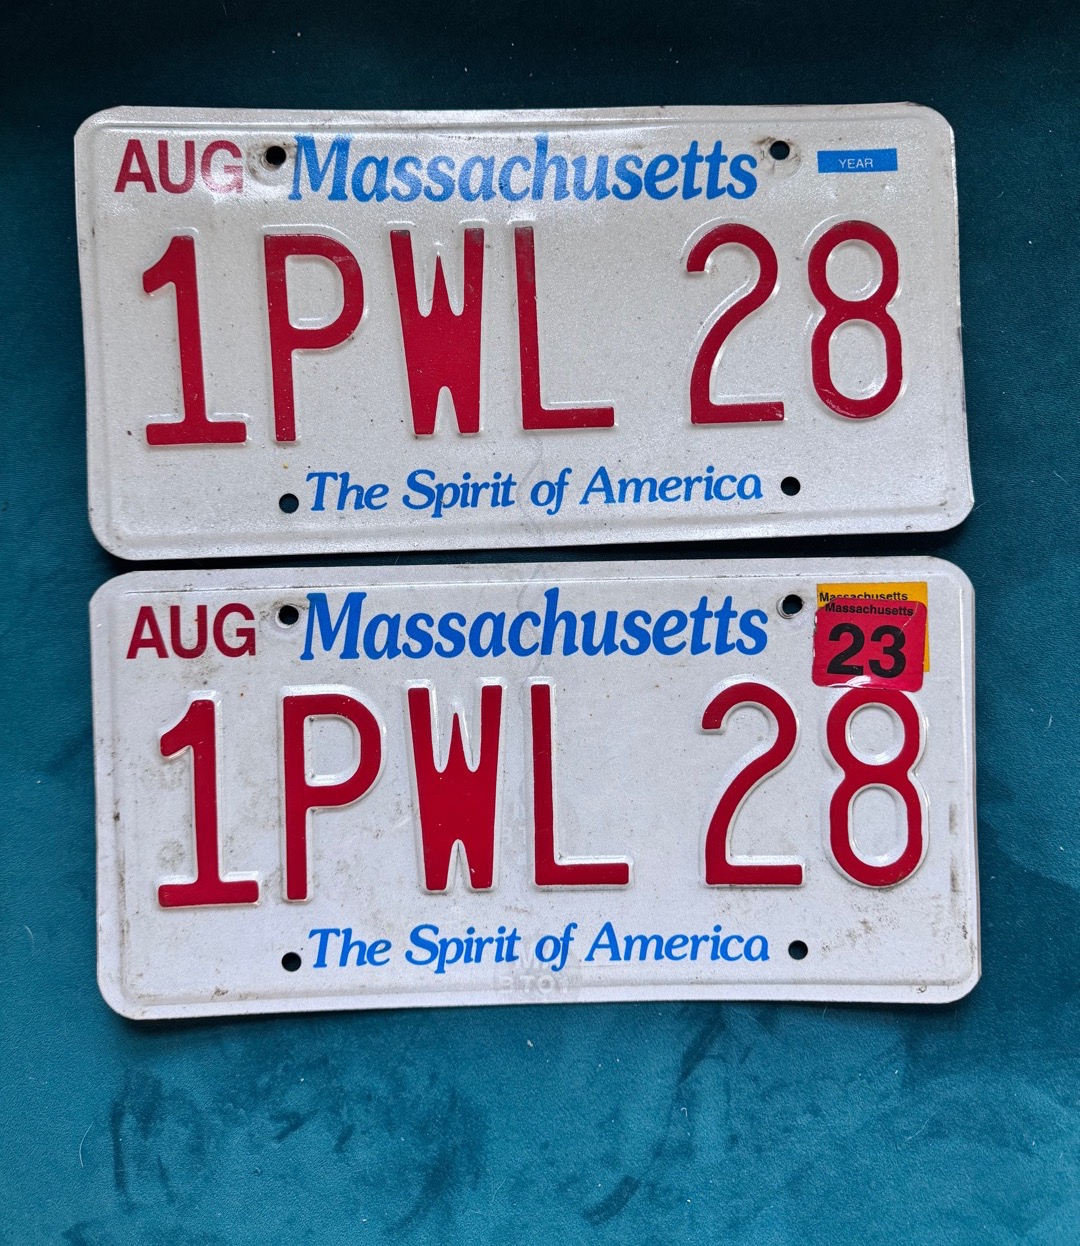 AUG Massachusetts YEAR
1PWL 28
The Spirit of America
AUG Massachusetts Massachusetts
Massachusetts
23
1PWL 28
The Spirit of America